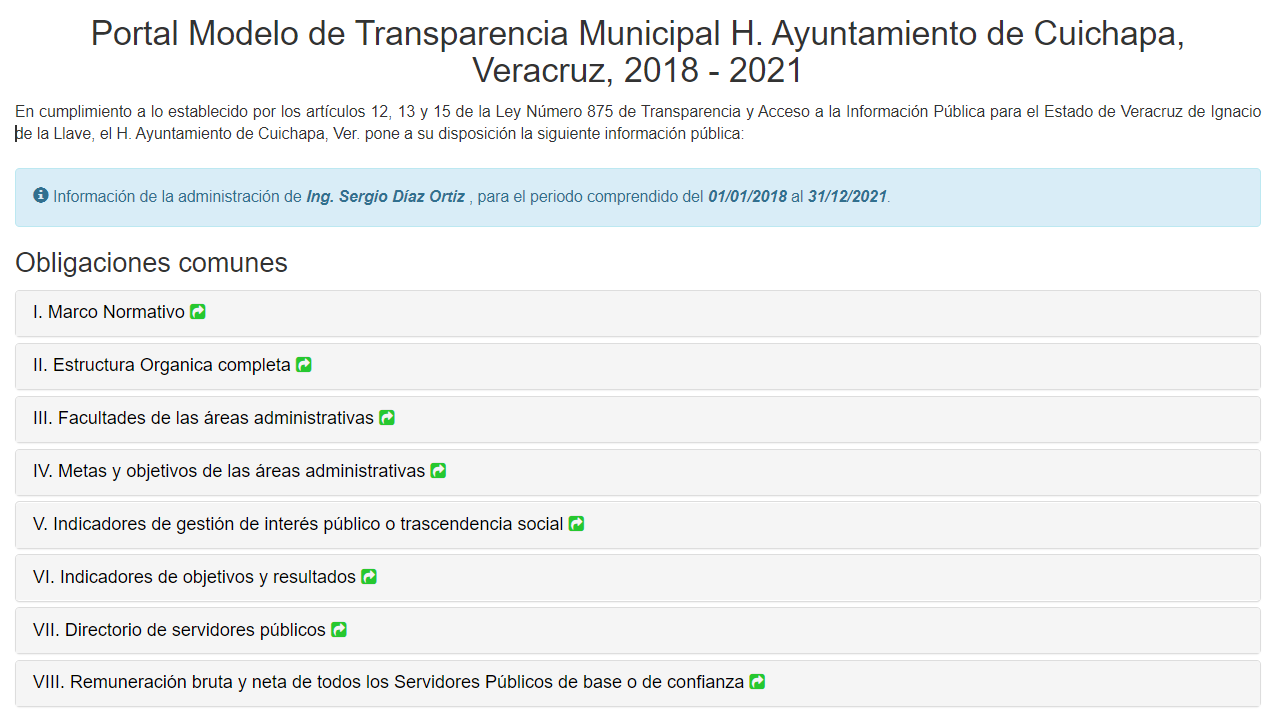 Portal Modelo de Transparencia Municipal H. Ayuntamiento de Cuichapa,
Veracruz, 2018 - 2021
En cumplimiento a lo establecido por los artículos 12, 13 y 15 de la Ley Número 875 de Transparencia y Acceso a la Información Pública para el Estado de Veracruz de Ignacio
de la Llave, el H. Ayuntamiento de Cuichapa, Ver. pone a su disposición la siguiente información pública:
Información de la administración de Ing. Sergio Díaz Ortiz , para el periodo comprendido del 01/01/2018 al 31/12/2021.
Obligaciones comunes
I. Marco Normativo
II. Estructura Organica completa
III. Facultades de las áreas administrativas
IV. Metas y objetivos de las áreas administrativas
V. Indicadores de gestión de interés público o trascendencia social
VI. Indicadores de objetivos y resultados
VII. Directorio de servidores públicos
VIII. Remuneración bruta y neta de todos los Servidores Públicos de base o de confianza